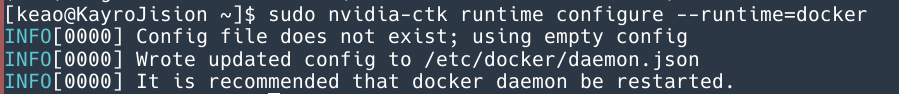 [keao@KayroJision ~]$ sudo nvidia-ctk runtime configure --runtime=docker
INFO[0000] Config file does not exist; using empty config
INFO[0000] Wrote updated config to /etc/docker/daemon.json
INFO[0000] It is recommended that docker daemon be restarted.